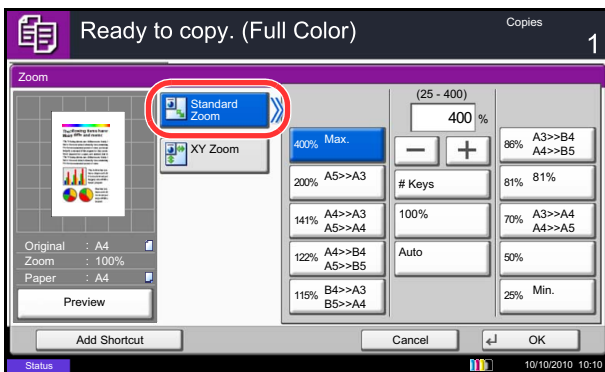 Ready to copy. (Full Color)
Copies
1
Zoom
Original : A4
Zoom : 100%
Paper : A4
Preview
Standard
Zoom
XY Zoom
400% Max.
200% A5>>A3
141% A4>>A3
A5>>A4
122% A4>>B4
A5>>B5
115% B4>>A3
B5>>A4
(25 - 400)
400 %
# Keys
100%
Auto
86% A3>>B4
A4>>B5
81% 81%
70% A3>>A4
A4>>A5
50%
25% Min.
Add Shortcut
Cancel
OK
Status
10/10/2010 10:10